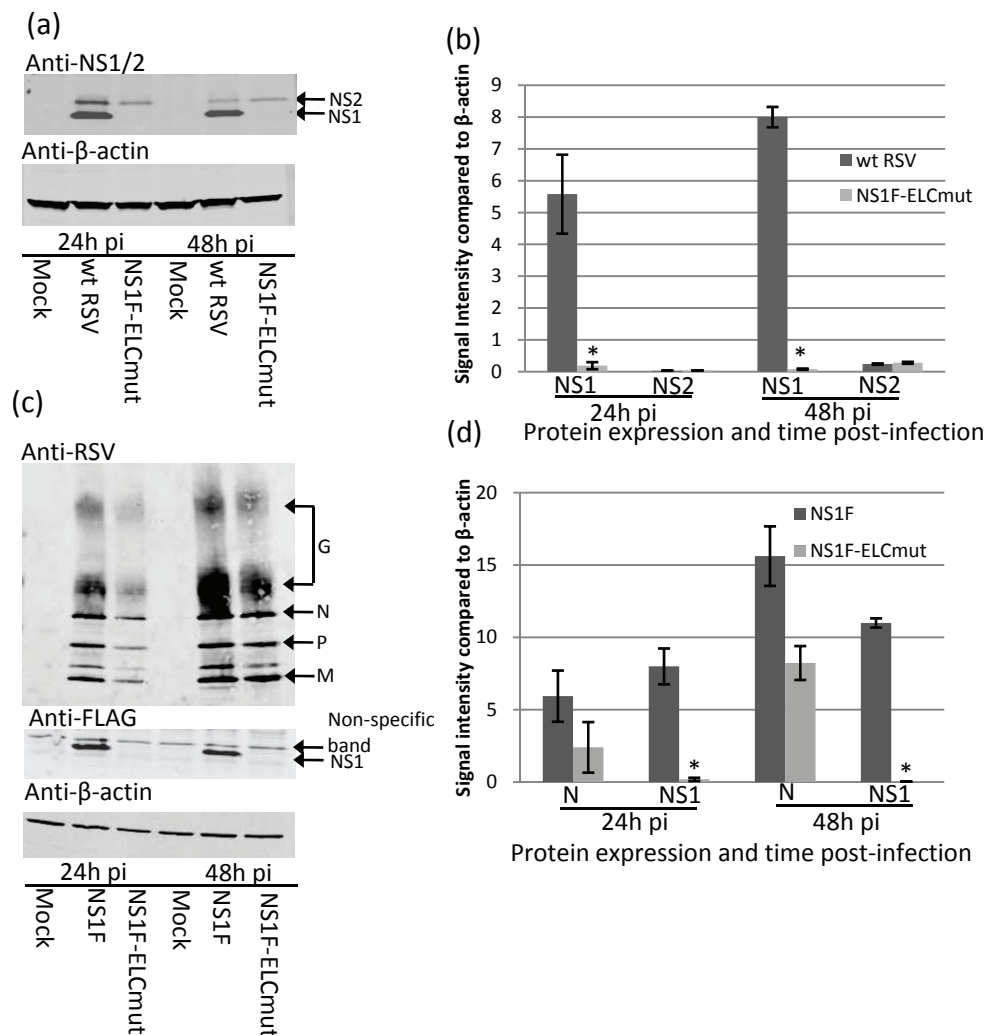 (a)
Anti-NS1/2
NS2
NS1
Anti-β-actin
24h pi 48h pi
Mock
wt RSV
NS1F-ELCmut
Mock
wt RSV
NS1F-ELCmut
(b)
Signal Intensity compared to β-actin
9
8
7
6
5
4
3
2
1
0
wt RSV
NS1F-ELCmut
* *
NS1 NS2 NS1 NS2
24h pi 48h pi
Protein expression and time post-infection
(c)
Anti-RSV
G
N
P
M
Anti-FLAG
Non-specific
band
NS1
Anti-β-actin
24h pi 48h pi
Mock
NS1F
NS1F-ELCmut
Mock
NS1F
NS1F-ELCmut
(d)
Signal intensity compared to β-actin
20
15
10
5
0
NS1F
NS1F-ELCmut
* *
N NS1 N NS1
24h pi 48h pi
Protein expression and time post-infection